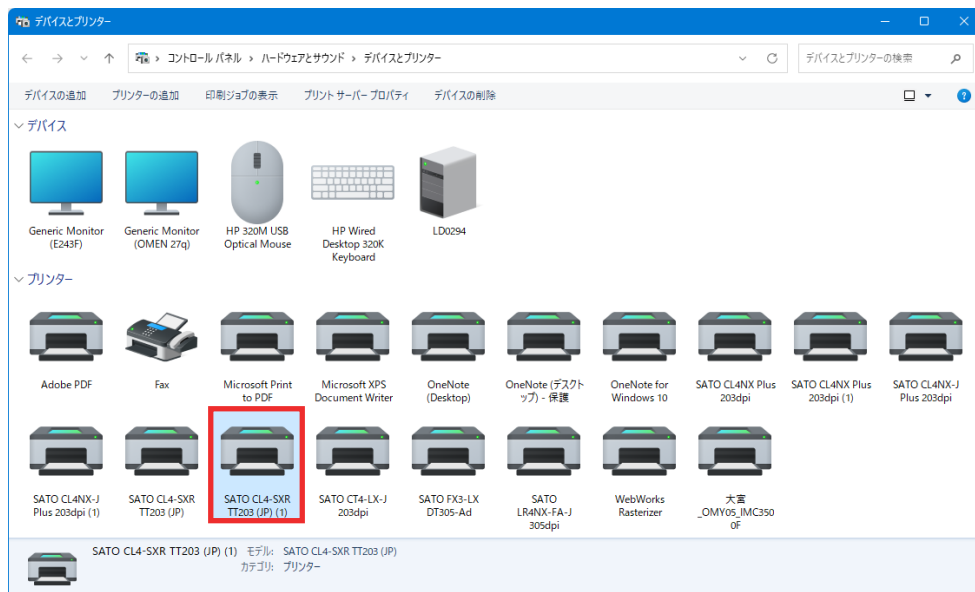 デバイスとプリンター
コントロール パネル › ハードウェアとサウンド › デバイスとプリンター
デバイスとプリンターの検索
デバイスの追加 プリンターの追加 印刷ジョブの表示 プリント サーバー プロパティ デバイスの削除
デバイス
Generic Monitor
(E243F)
Generic Monitor
(OMEN 27q)
HP 320M USB
Optical Mouse
HP Wired
Desktop 320K
Keyboard
LD0294
プリンター
Adobe PDF
Fax
Microsoft Print
to PDF
Microsoft XPS
Document Writer
OneNote
(Desktop)
OneNote (デスクト
ップ) - 保護
OneNote for
Windows 10
SATO CL4NX Plus
203dpi
SATO CL4NX Plus
203dpi (1)
SATO CL4NX-J
Plus 203dpi
SATO CL4NX-J
Plus 203dpi (1)
SATO CL4-SXR
TT203 (JP)
SATO CL4-SXR
TT203 (JP) (1)
SATO CT4-LX-J
203dpi
SATO FX3-LX
DT305-Ad
SATO
LR4NX-FA-J
305dpi
WebWorks
Rasterizer
大宮
_OMY05_IMC350
0F
SATO CL4-SXR TT203 (JP) (1) モデル: SATO CL4-SXR TT203 (JP)
カテゴリ: プリンター